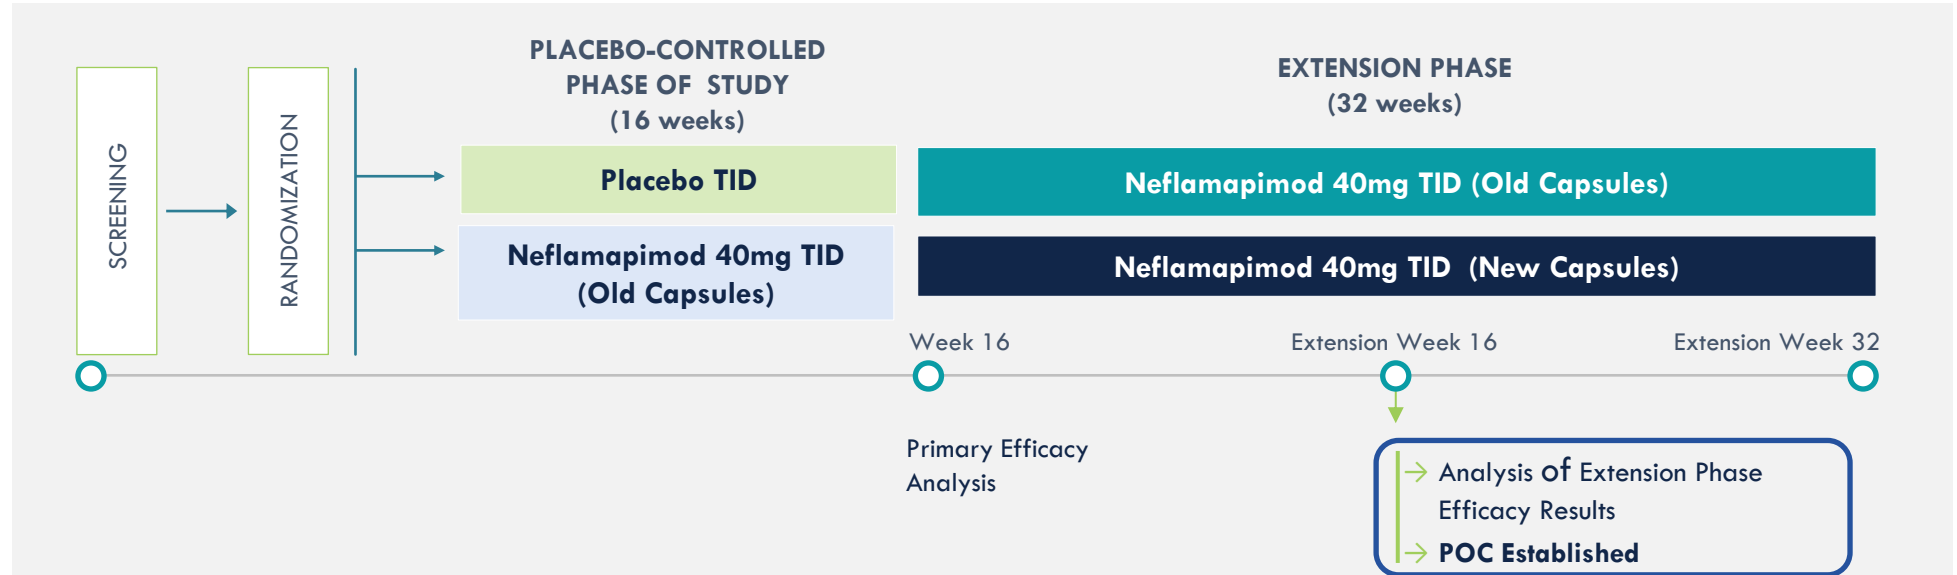 SCREENING
RANDOMIZATION
PLACEBO-CONTROLLED
PHASE OF STUDY
(16 weeks)
Placebo TID
Neflamapimod 40mg TID
(Old Capsules)
EXTENSION PHASE
(32 weeks)
Neflamapimod 40mg TID (Old Capsules)
Neflamapimod 40mg TID (New Capsules)
Week 16
Extension Week 16
Extension Week 32
Primary Efficacy
Analysis
→ Analysis of Extension Phase
Efficacy Results
→ POC Established